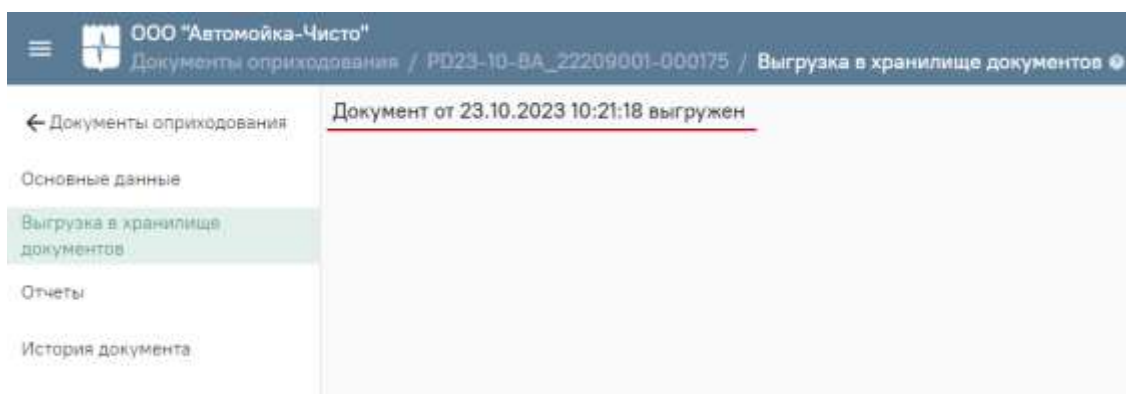 ООО "Автомойка-Чисто"
Документы оприходования / PD23-10-BA_22209001-000175 / Выгрузка в хранилище документов
Документы оприходования
Документ от 23.10.2023 10:21:18 выгружен
Основные данные
Выгрузка в хранилище
документов
Отчеты
История документа